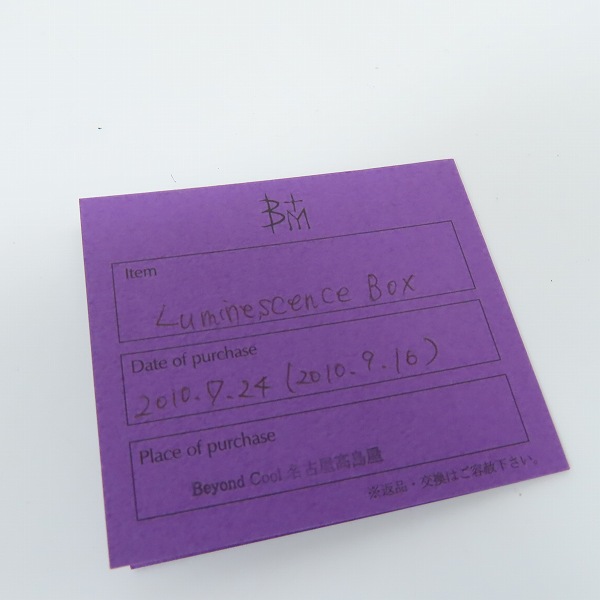 B+M
Item
Luminescence Box
Date of purchase
2010.7.24 (2010.9.16)
Place of purchase
Beyond Cool 名古屋高島屋
※返品・交換はご容赦下さい。